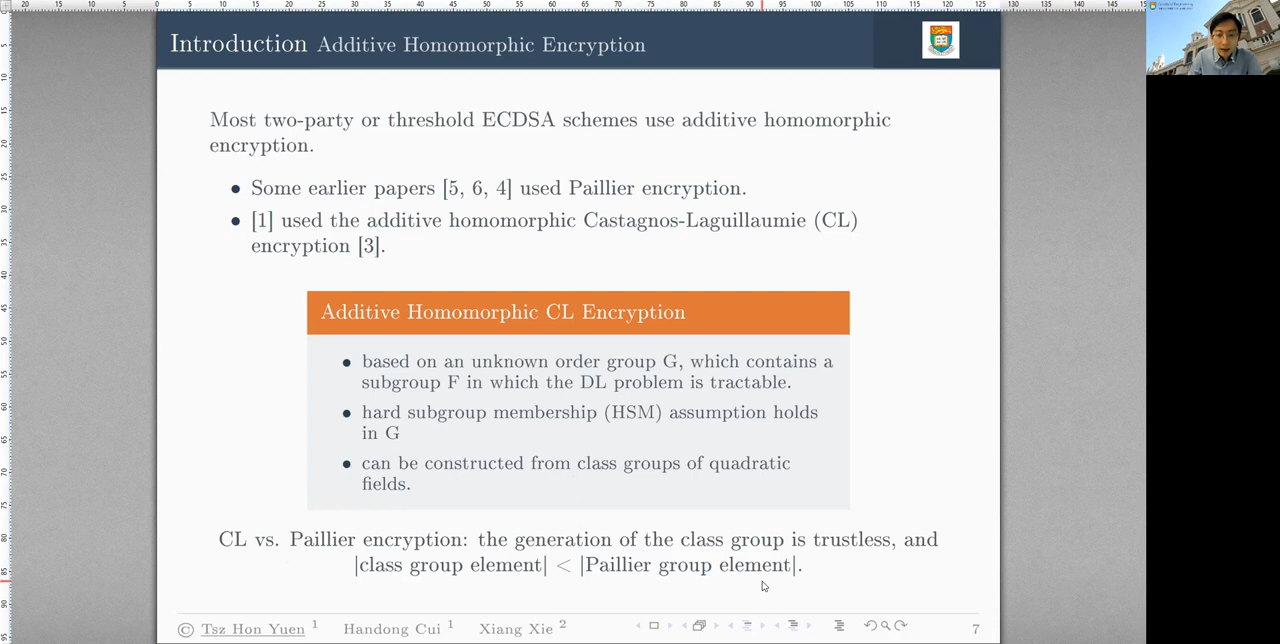 Introduction Additive Homomorphic Encryption
Most two-party or threshold ECDSA schemes use additive homomorphic
encryption.
• Some earlier papers [5, 6, 4] used Paillier encryption.
• [1] used the additive homomorphic Castagnos-Laguillaumie (CL)
encryption [3].
Additive Homomorphic CL Encryption
• based on an unknown order group G, which contains a
subgroup F in which the DL problem is tractable.
• hard subgroup membership (HSM) assumption holds
in G
• can be constructed from class groups of quadratic
fields.
CL vs. Paillier encryption: the generation of the class group is trustless, and
|class group element| < |Paillier group element|.
© Tsz Hon Yuen 1 Handong Cui 1 Xiang Xie 2
7